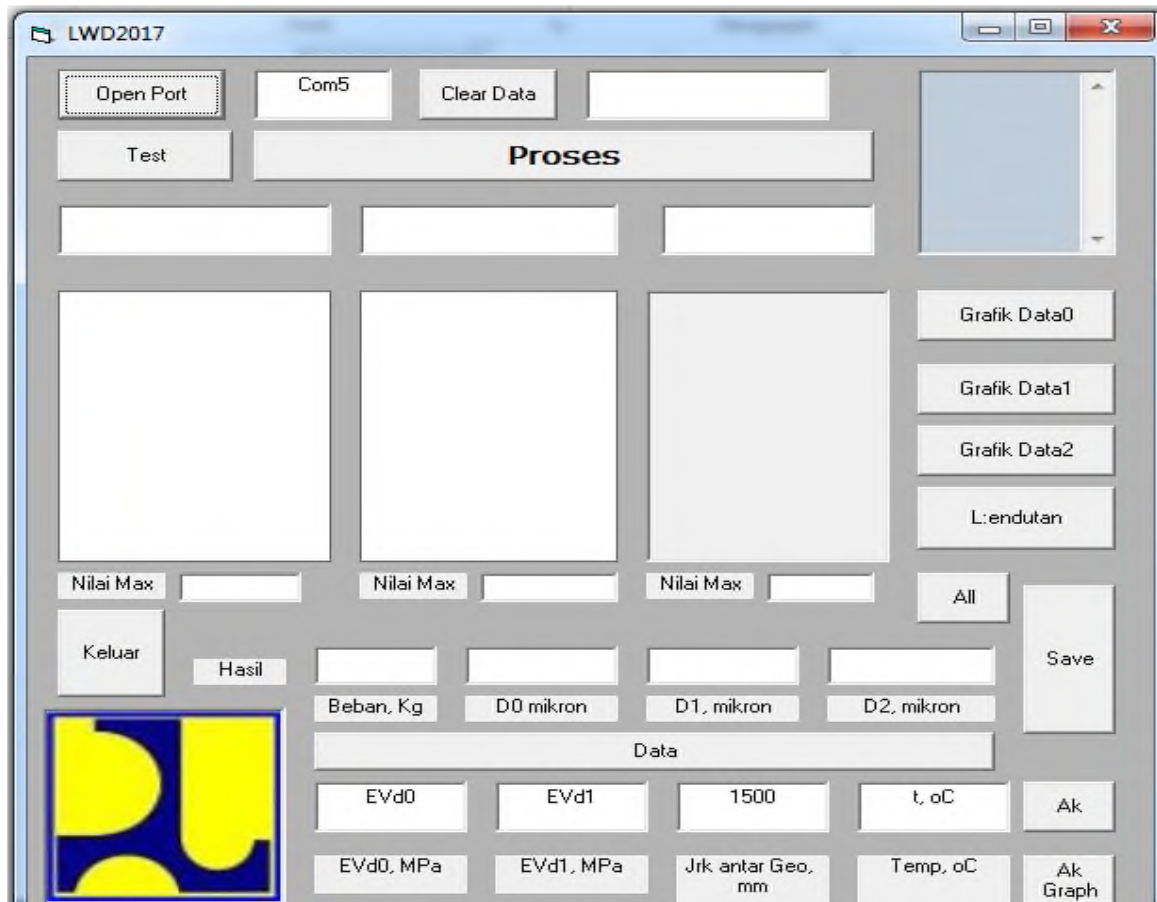 LWD2017
Open Port
Com5
Clear Data
Test
Proses
Grafik Data0
Grafik Data1
Grafik Data2
L:endutan
Nilai Max
Nilai Max
Nilai Max
All
Keluar
Hasil
Save
Beban, Kg
D0 mikron
D1, mikron
D2, mikron
Data
EVd0
EVd1
1500
t, oC
Ak
EVd0, MPa
EVd1, MPa
Jrk antar Geo,
mm
Temp, oC
Ak
Graph